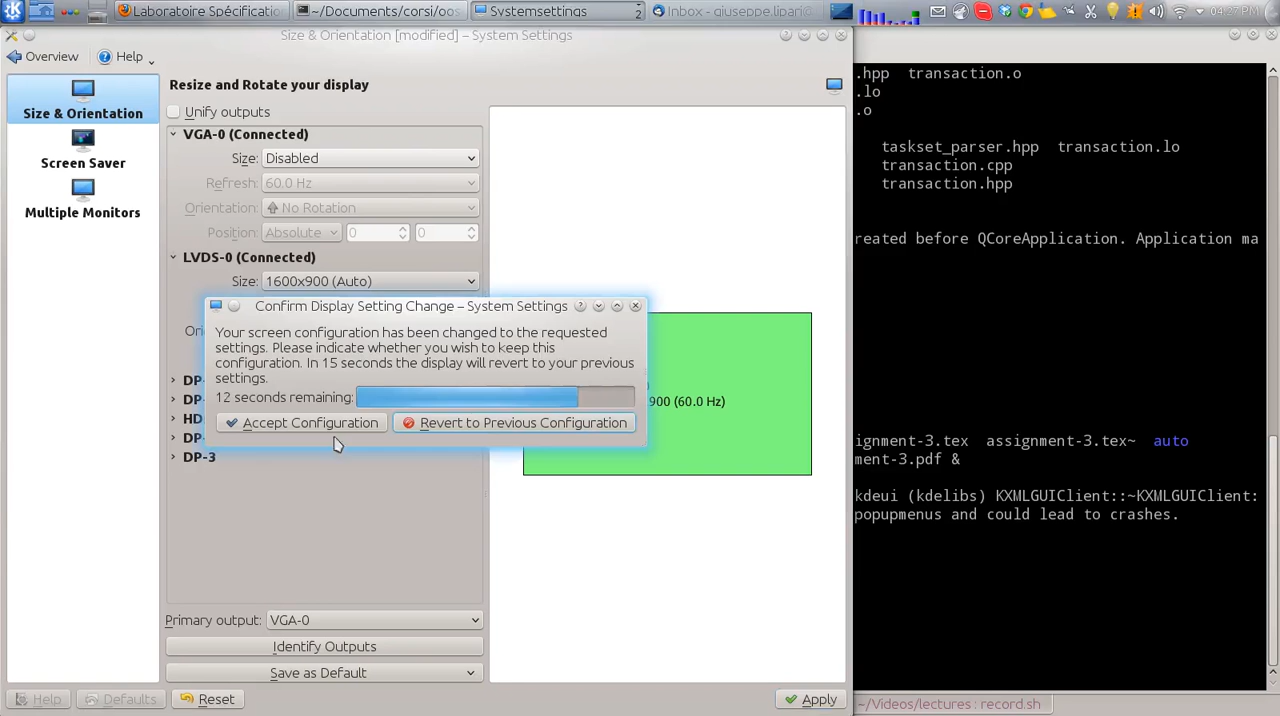 Laboratoire Spécification
~/Documents/corsi/oos
Systemsettings
2
Inbox - giuseppe.lipari
04:27 PM
Size & Orientation [modified] – System Settings
Overview
Help
Size & Orientation
Screen Saver
Multiple Monitors
Resize and Rotate your display
Unify outputs
VGA-0 (Connected)
Size: Disabled
Refresh: 60.0 Hz
Orientation: No Rotation
Position: Absolute 0 0
LVDS-0 (Connected)
Size: 1600x900 (Auto)
Confirm Display Setting Change – System Settings
Your screen configuration has been changed to the requested
settings. Please indicate whether you wish to keep this
configuration. In 15 seconds the display will revert to your previous
settings.
12 seconds remaining:
Accept Configuration
Revert to Previous Configuration
Ori
DP-
DP-
HD
DP-
DP-3
900 (60.0 Hz)
Primary output: VGA-0
Identify Outputs
Save as Default
Help
Defaults
Reset
Apply
.hpp transaction.o
.lo
.o
taskset_parser.hpp transaction.lo
transaction.cpp
transaction.hpp
reated before QCoreApplication. Application ma
ignment-3.tex assignment-3.tex~ auto
ment-3.pdf &
kdeui (kdelibs) KXMLGUIClient::~KXMLGUIClient:
popupmenus and could lead to crashes.
~/Videos/lectures : record.sh